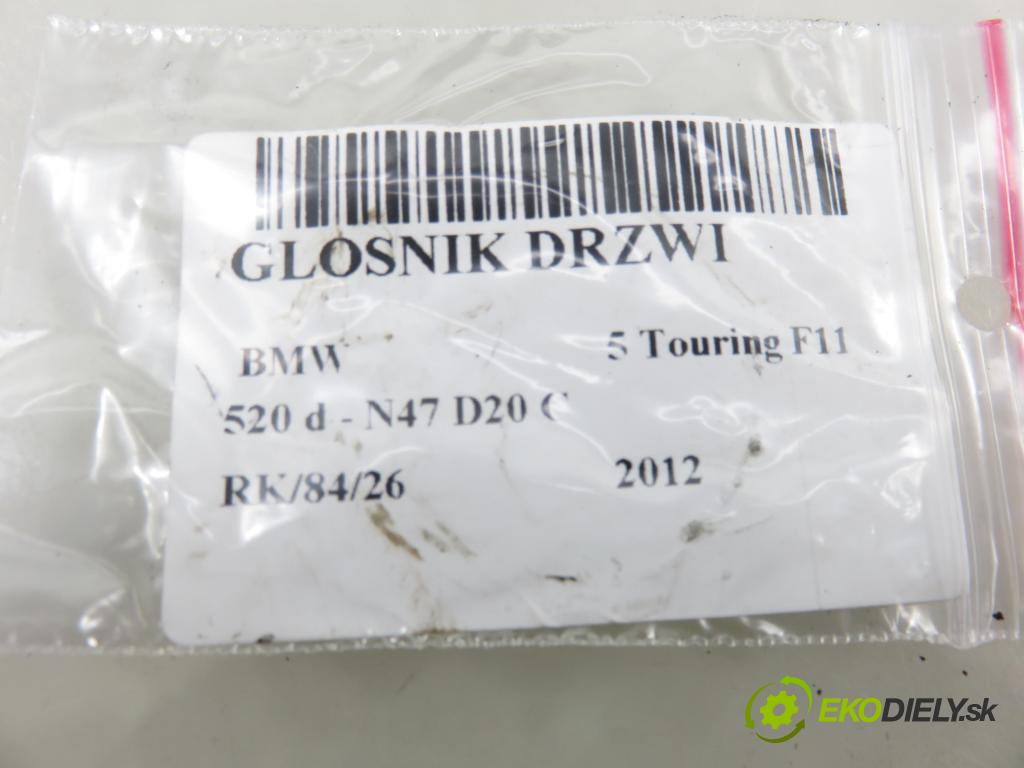 GLOSNIK DRZWI
BMW 5 Touring F11
520 d - N47 D20 C
RK/84/26 2012
EKODIELY.sk